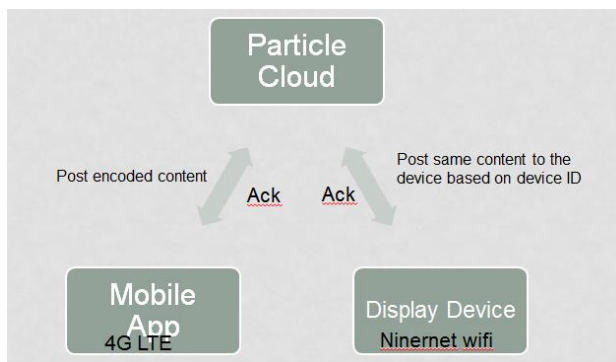 Particle
Cloud
Post encoded content
Ack
Ack
Post same content to the
device based on device ID
Mobile
App
4G LTE
Display Device
Ninernet wifi